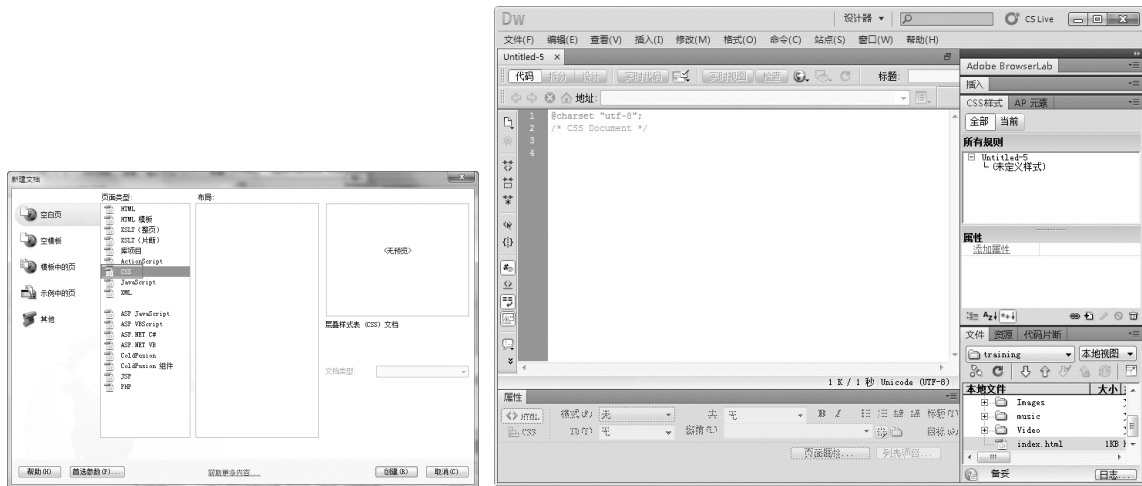 新建文档
页面类型:
布局:
空白页
空模板
模板中的页
示例中的页
其他
HTML
HTML 模板
XSLT (整页)
XSLT (片断)
库项目
ActionScript
CSS
JavaScript
XML
ASP JavaScript
ASP VBScript
ASP.NET C#
ASP.NET VB
ColdFusion
ColdFusion 组件
JSP
PHP
<无预览>
层叠样式表 (CSS) 文档
文档类型:
帮助(H)
首选参数(P)...
获取更多内容...
创建(R)
取消(C)
Dw
设计器
CS Live
文件(F) 编辑(E) 查看(V) 插入(I) 修改(M) 格式(O) 命令(C) 站点(S) 窗口(W) 帮助(H)
Untitled-5 ×
代码 拆分 设计 实时代码 实时视图 检查 标题:
地址:
1 @charset "utf-8";
2 /* CSS Document */
3
4
1 K / 1 秒 Unicode (UTF-8)
属性
HTML 格式(F) 无 类 无 B I 标题(T)
CSS ID(I) 无 链接(L)
页面属性... 列表项目...
Adobe BrowserLab
插入
CSS样式 AP 元素
全部 当前
所有规则
Untitled-5
(未定义样式)
属性
添加属性
文件 资源 代码片断
training 本地视图
本地文件 大小
Images
music
Video
index.html 1KB
备妥 日志...